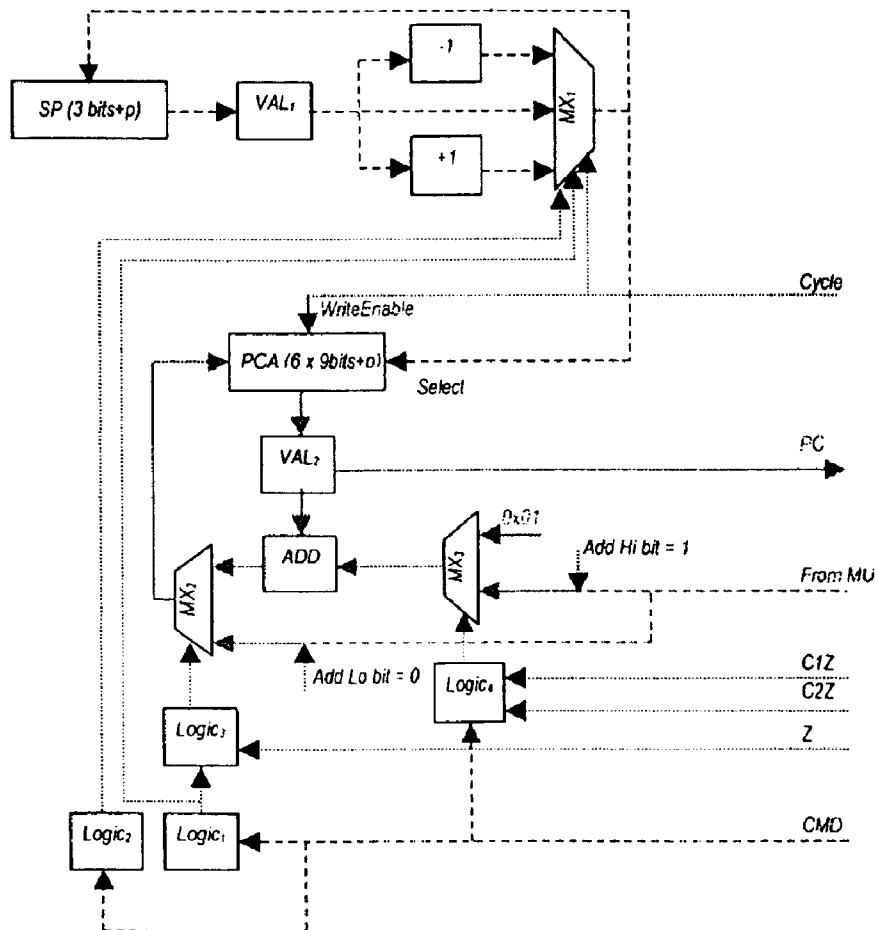 -1
SP (3 bits+p)
VAL₁
MX₁
+1
Cycle
WriteEnable
PCA (6 x 9bits+p)
Select
VAL₂
PC
0x01
ADD
MX₃
Add Hi bit = 1
MX₂
From MU
Add Lo bit = 0
Logic₄
C1Z
C2Z
Logic₃
Z
Logic₂
Logic₁
CMD